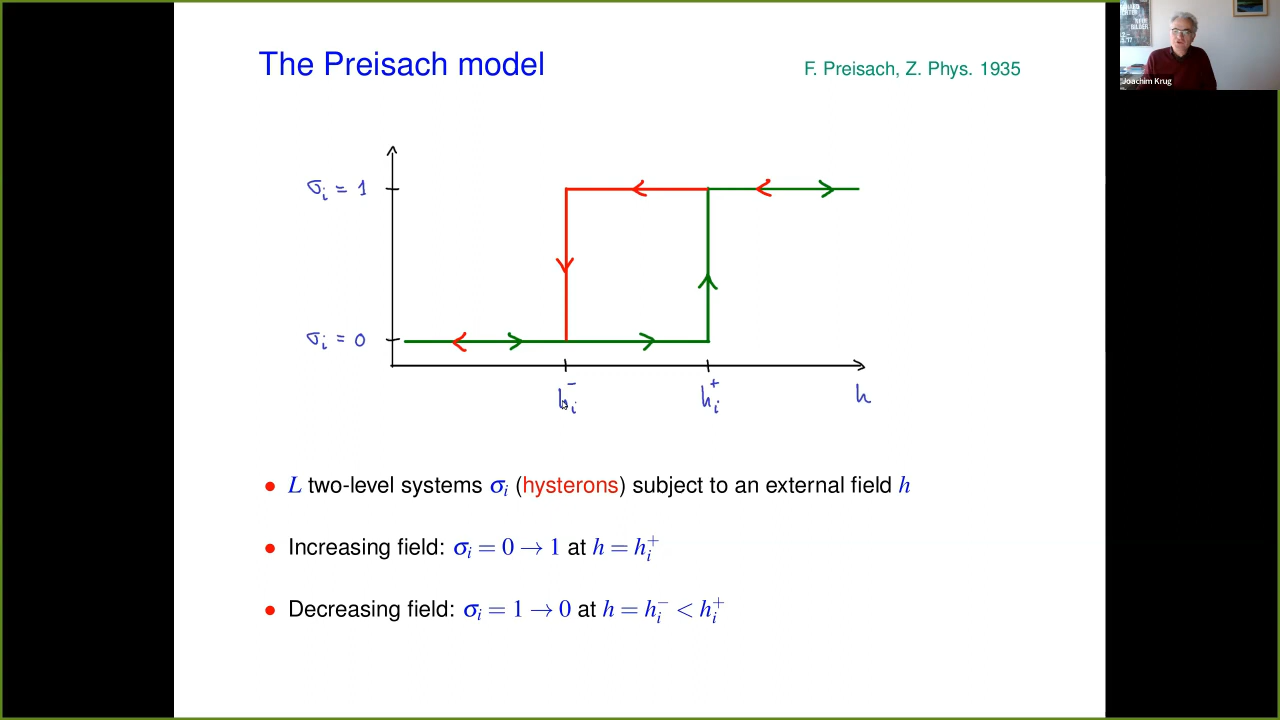 The Preisach model
F. Preisach, Z. Phys. 1935
σᵢ = 1
σᵢ = 0
hᵢ⁻
hᵢ⁺
h
• L two-level systems σᵢ (hysterons) subject to an external field h
• Increasing field: σᵢ = 0 → 1 at h = hᵢ⁺
• Decreasing field: σᵢ = 1 → 0 at h = hᵢ⁻ < hᵢ⁺
Joachim Krug